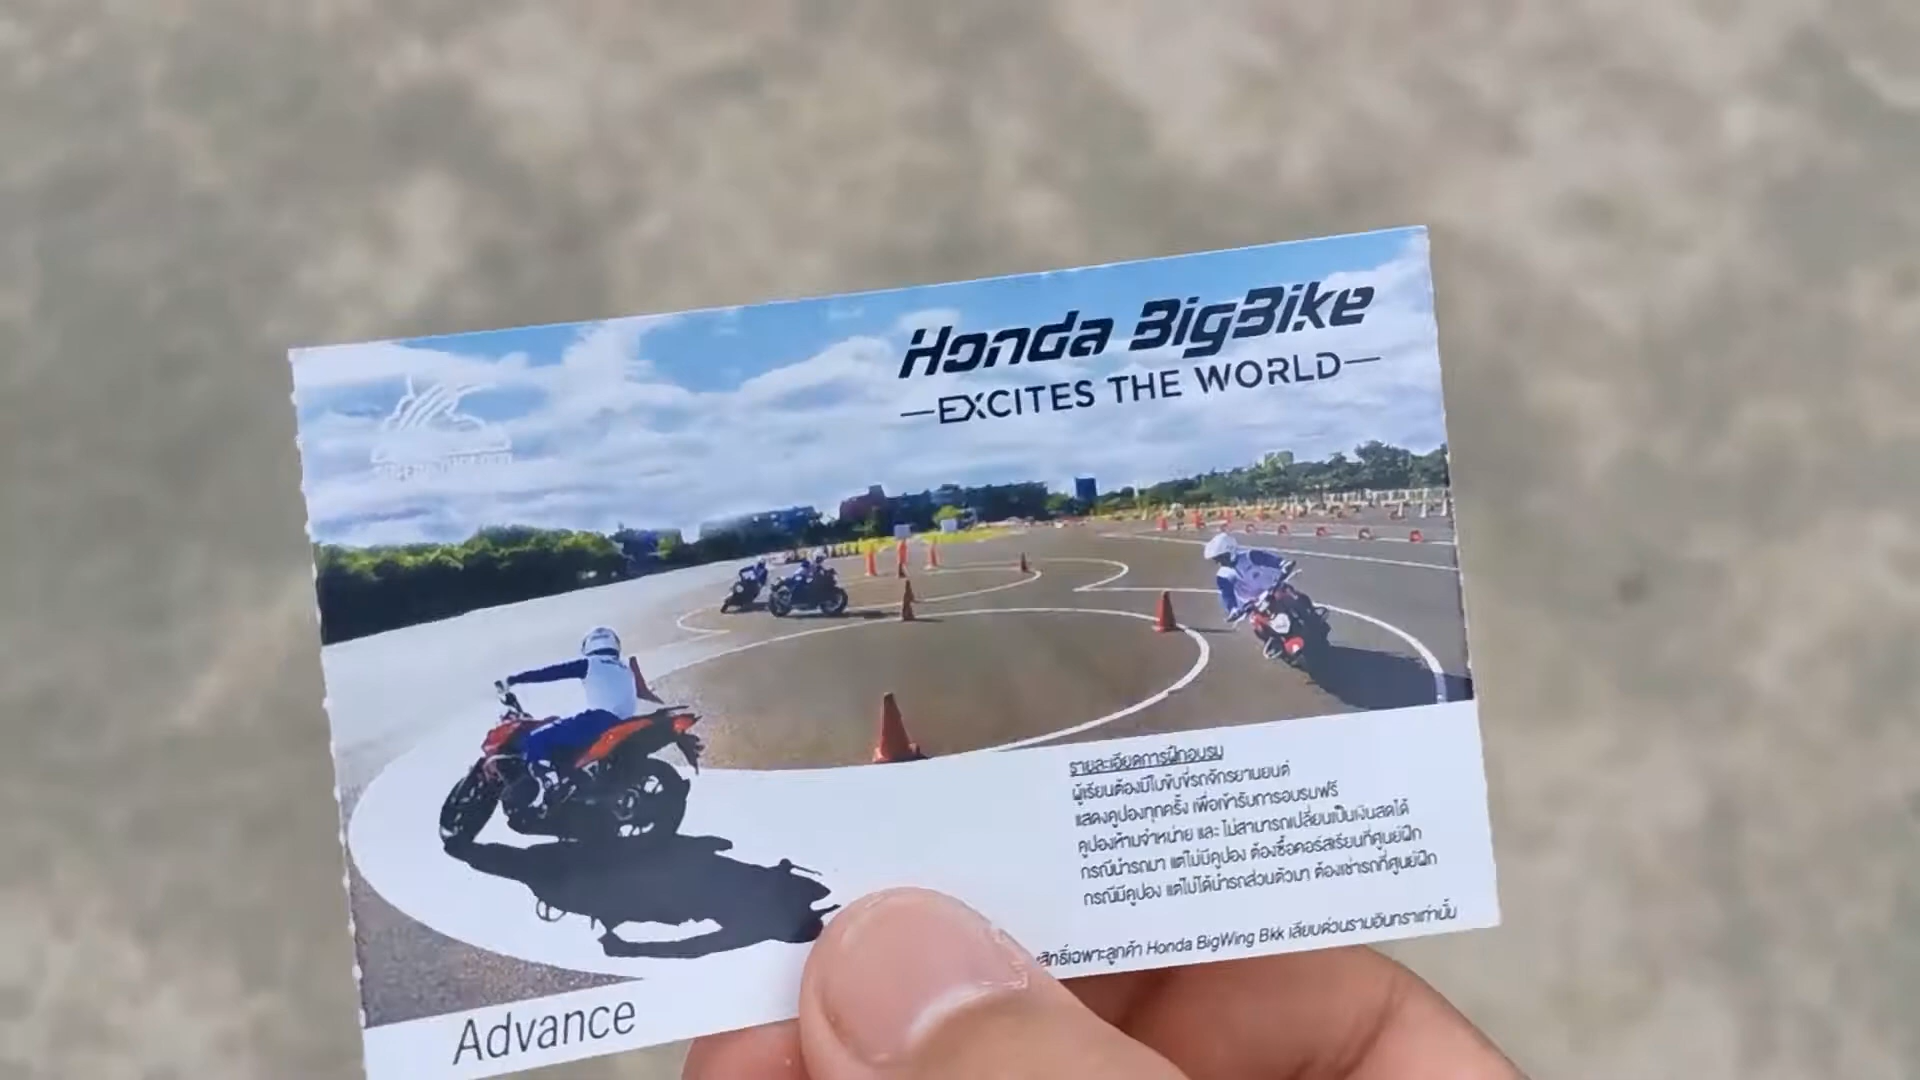 Honda BigBike
EXCITES THE WORLD
รายละเอียดการฝึกอบรม
ผู้เรียนต้องมีใบขับขี่รถจักรยานยนต์
แสดงคูปองทุกครั้ง เพื่อเข้ารับการอบรมฟรี
คูปองห้ามจำหน่าย และ ไม่สามารถเปลี่ยนเป็นเงินสดได้
กรณีนำรถมา แต่ไม่มีคูปอง ต้องซื้อคอร์สเรียนที่ศูนย์ฝึก
กรณีมีคูปอง แต่ไม่ได้นำรถส่วนตัวมา ต้องเช่ารถที่ศูนย์ฝึก
สิทธิ์เฉพาะลูกค้า Honda BigWing Bkk เลียบด่วนรามอินทราเท่านั้น
Advance